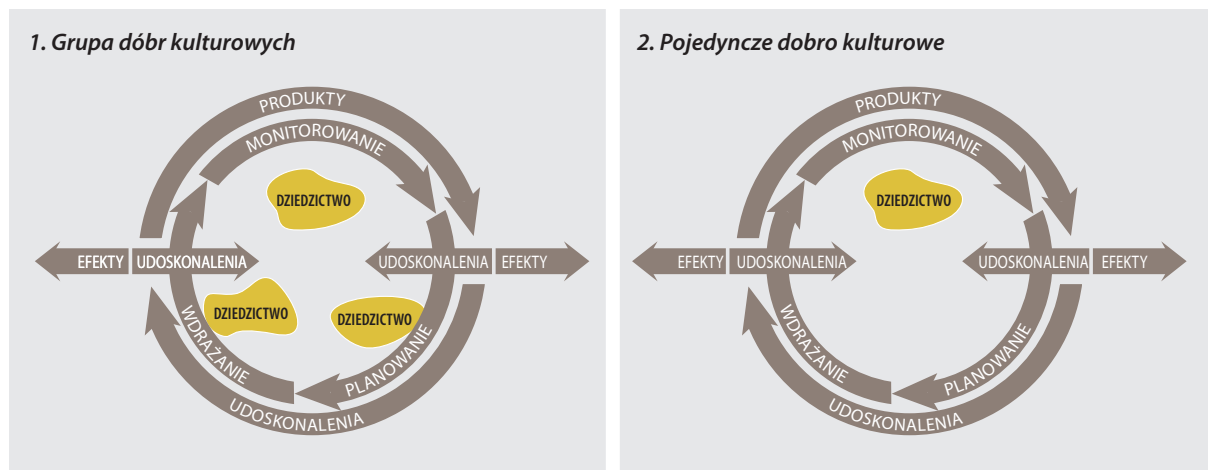 1. Grupa dóbr kulturowych
PRODUKTY
MONITOROWANIE
DZIEDZICTWO
EFEKTY
UDOSKONALENIA
UDOSKONALENIA
EFEKTY
DZIEDZICTWO
DZIEDZICTWO
WDRAŻANIE
PLANOWANIE
UDOSKONALENIA
2. Pojedyncze dobro kulturowe
PRODUKTY
MONITOROWANIE
DZIEDZICTWO
EFEKTY
UDOSKONALENIA
UDOSKONALENIA
EFEKTY
WDRAŻANIE
PLANOWANIE
UDOSKONALENIA